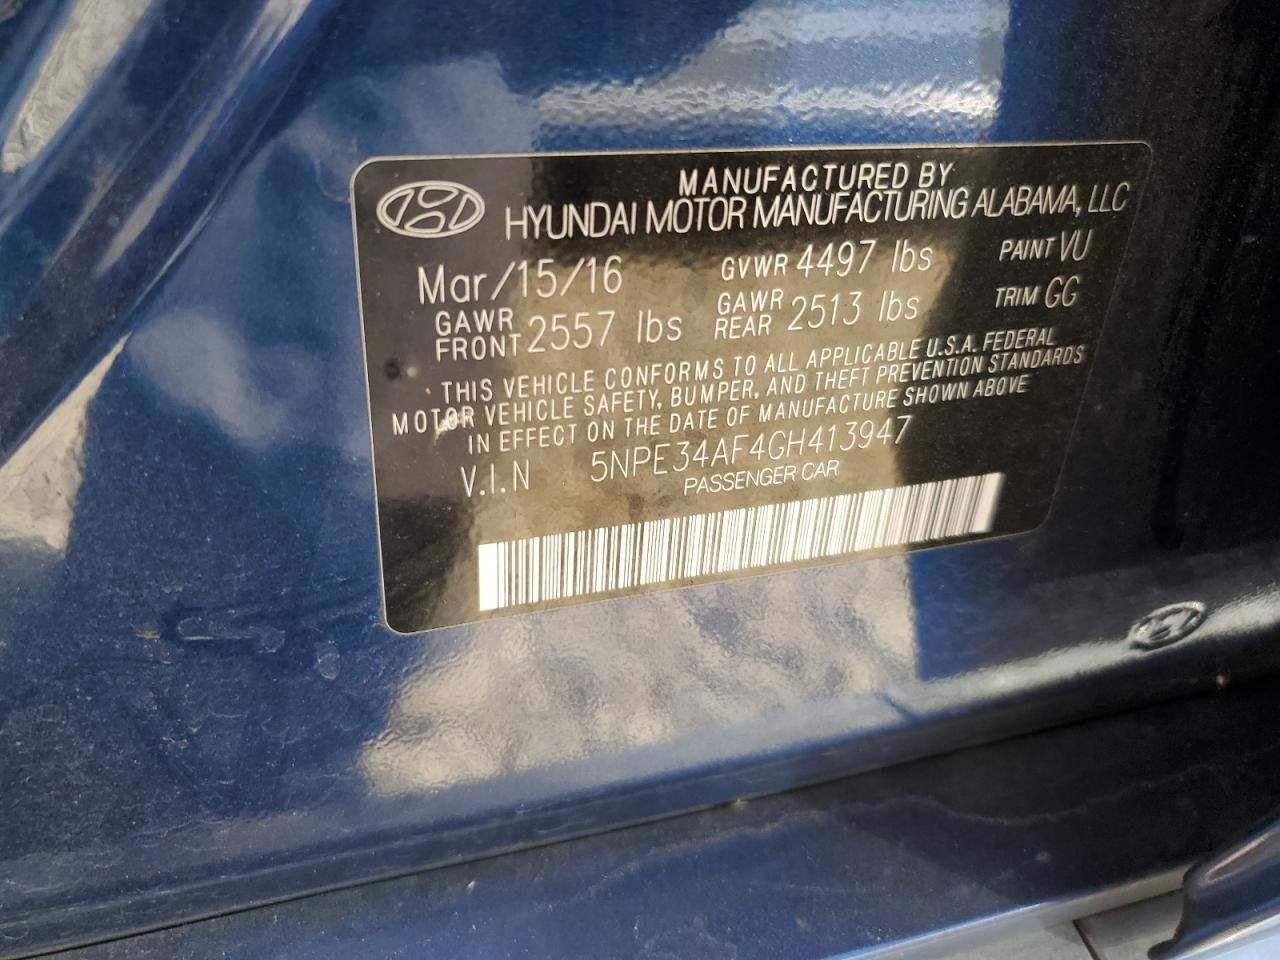 MANUFACTURED BY
HYUNDAI MOTOR MANUFACTURING ALABAMA, LLC
Mar/15/16 GVWR 4497 lbs PAINT VU
GAWR FRONT 2557 lbs GAWR REAR 2513 lbs TRIM GG
THIS VEHICLE CONFORMS TO ALL APPLICABLE U.S.A. FEDERAL
MOTOR VEHICLE SAFETY, BUMPER, AND THEFT PREVENTION STANDARDS
IN EFFECT ON THE DATE OF MANUFACTURE SHOWN ABOVE
V.I.N 5NPE34AF4GH413947
PASSENGER CAR